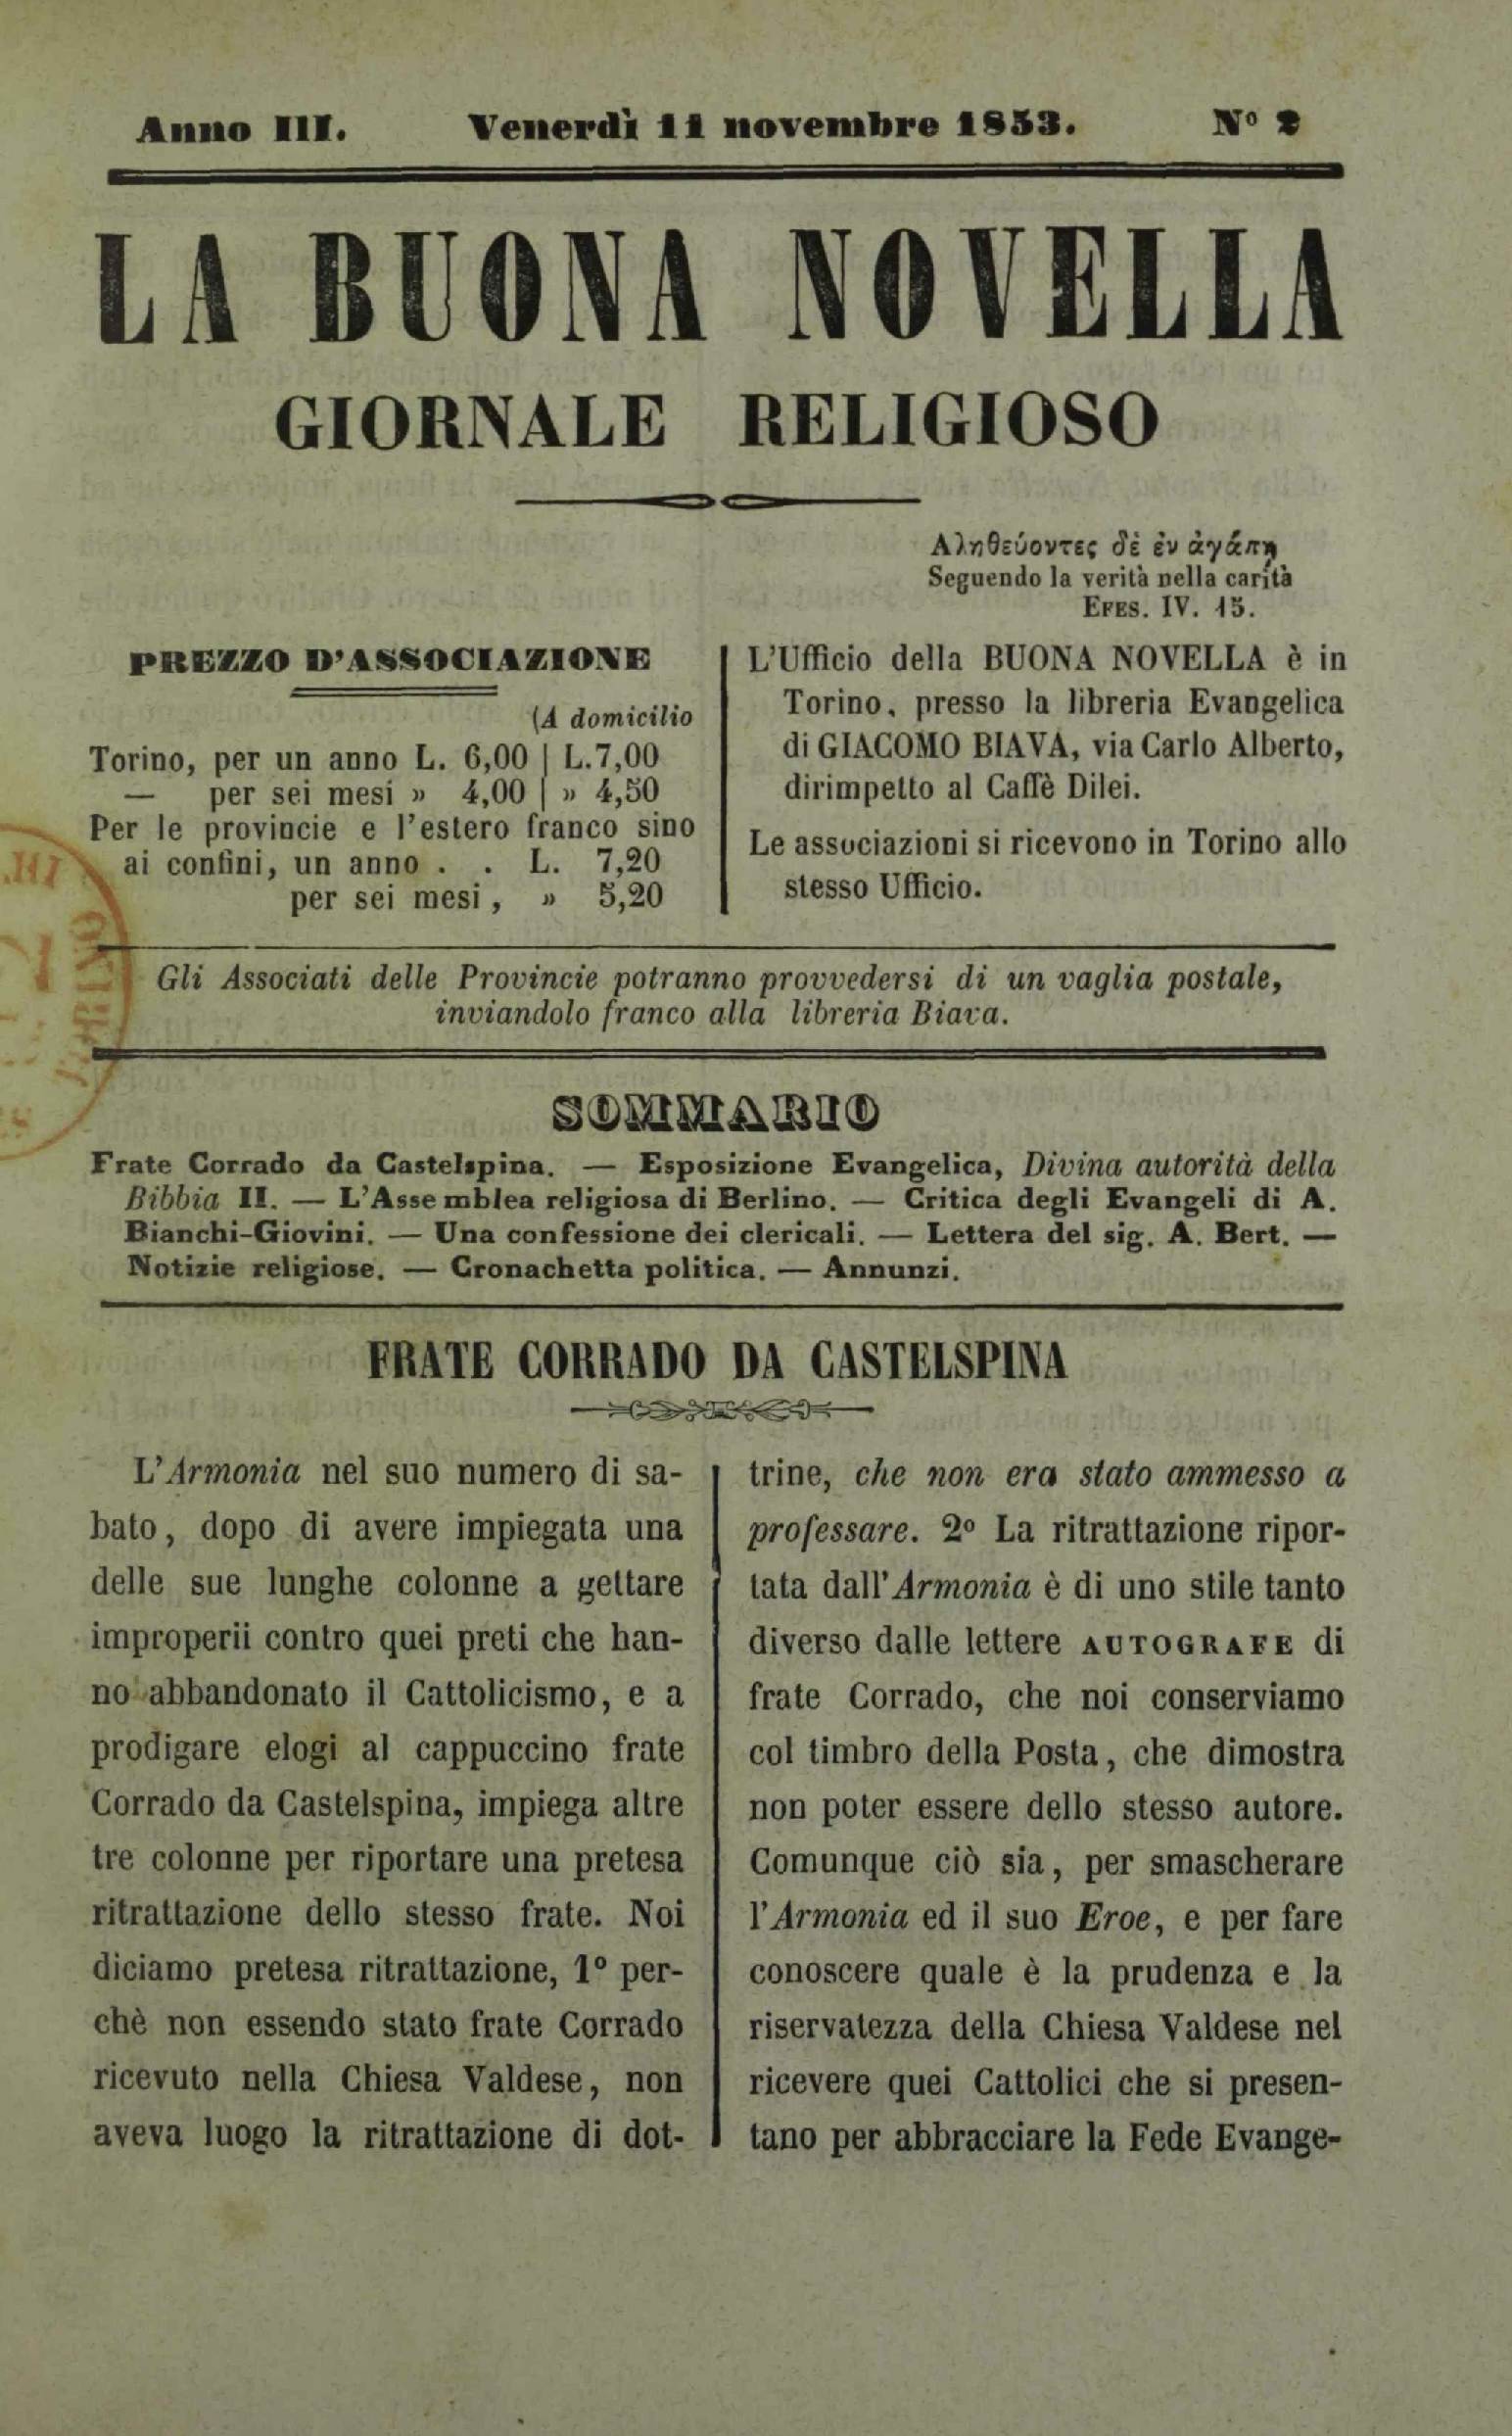 Anno III. Venerdì 11 novembre 1853. Nº 2
LA BUONA NOVELLA
GIORNALE RELIGIOSO
Αληθεύοντες δὲ ἐν ἀγάπῃ
Seguendo la verità nella carità
EFES. IV. 15.
PREZZO D'ASSOCIAZIONE
(A domicilio
Torino, per un anno L. 6,00 | L.7,00
— per sei mesi » 4,00 | » 4,50
Per le provincie e l'estero franco sino
ai confini, un anno . . L. 7,20
per sei mesi, » 5,20
L'Ufficio della BUONA NOVELLA è in
Torino, presso la libreria Evangelica
di GIACOMO BIAVA, via Carlo Alberto,
dirimpetto al Caffè Dilei.
Le associazioni si ricevono in Torino allo
stesso Ufficio.
Gli Associati delle Provincie potranno provvedersi di un vaglia postale,
inviandolo franco alla libreria Biava.
SOMMARIO
Frate Corrado da Castelspina. — Esposizione Evangelica, Divina autorità della
Bibbia II. — L'Asse mblea religiosa di Berlino. — Critica degli Evangeli di A.
Bianchi-Giovini. — Una confessione dei clericali. — Lettera del sig. A. Bert. —
Notizie religiose. — Cronachetta politica. — Annunzi.
FRATE CORRADO DA CASTELSPINA
L'Armonia nel suo numero di sa-
bato, dopo di avere impiegata una
delle sue lunghe colonne a gettare
improperii contro quei preti che han-
no abbandonato il Cattolicismo, e a
prodigare elogi al cappuccino frate
Corrado da Castelspina, impiega altre
tre colonne per riportare una pretesa
ritrattazione dello stesso frate. Noi
diciamo pretesa ritrattazione, 1º per-
chè non essendo stato frate Corrado
ricevuto nella Chiesa Valdese, non
aveva luogo la ritrattazione di dot-
trine, che non era stato ammesso a
professare. 2º La ritrattazione ripor-
tata dall'Armonia è di uno stile tanto
diverso dalle lettere AUTOGRAFE di
frate Corrado, che noi conserviamo
col timbro della Posta, che dimostra
non poter essere dello stesso autore.
Comunque ciò sia, per smascherare
l'Armonia ed il suo Eroe, e per fare
conoscere quale è la prudenza e la
riservatezza della Chiesa Valdese nel
ricevere quei Cattolici che si presen-
tano per abbracciare la Fede Evange-